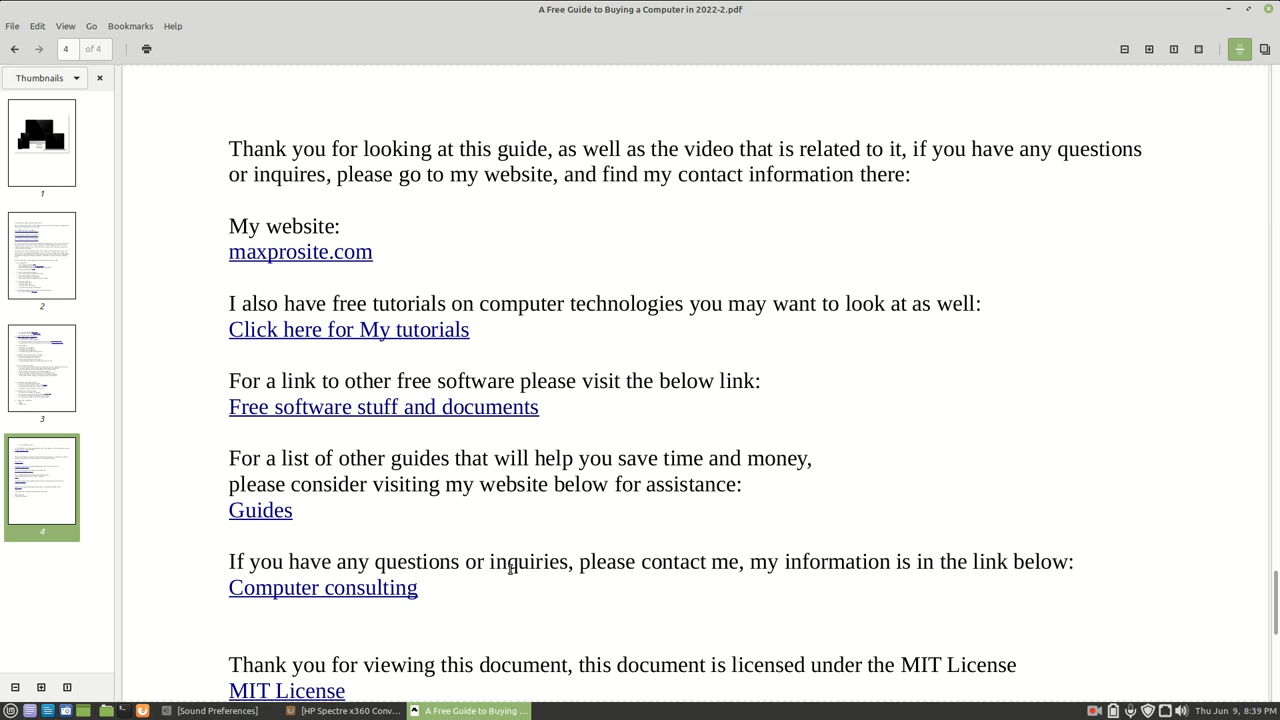 A Free Guide to Buying a Computer in 2022-2.pdf
File Edit View Go Bookmarks Help
4 of 4
Thumbnails
1
2
3
4
Thank you for looking at this guide, as well as the video that is related to it, if you have any questions
or inquires, please go to my website, and find my contact information there:
My website:
maxprosite.com
I also have free tutorials on computer technologies you may want to look at as well:
Click here for My tutorials
For a link to other free software please visit the below link:
Free software stuff and documents
For a list of other guides that will help you save time and money,
please consider visiting my website below for assistance:
Guides
If you have any questions or inquiries, please contact me, my information is in the link below:
Computer consulting
Thank you for viewing this document, this document is licensed under the MIT License
MIT License
[Sound Preferences] [HP Spectre x360 Conv... A Free Guide to Buying ... Thu Jun 9, 8:39 PM